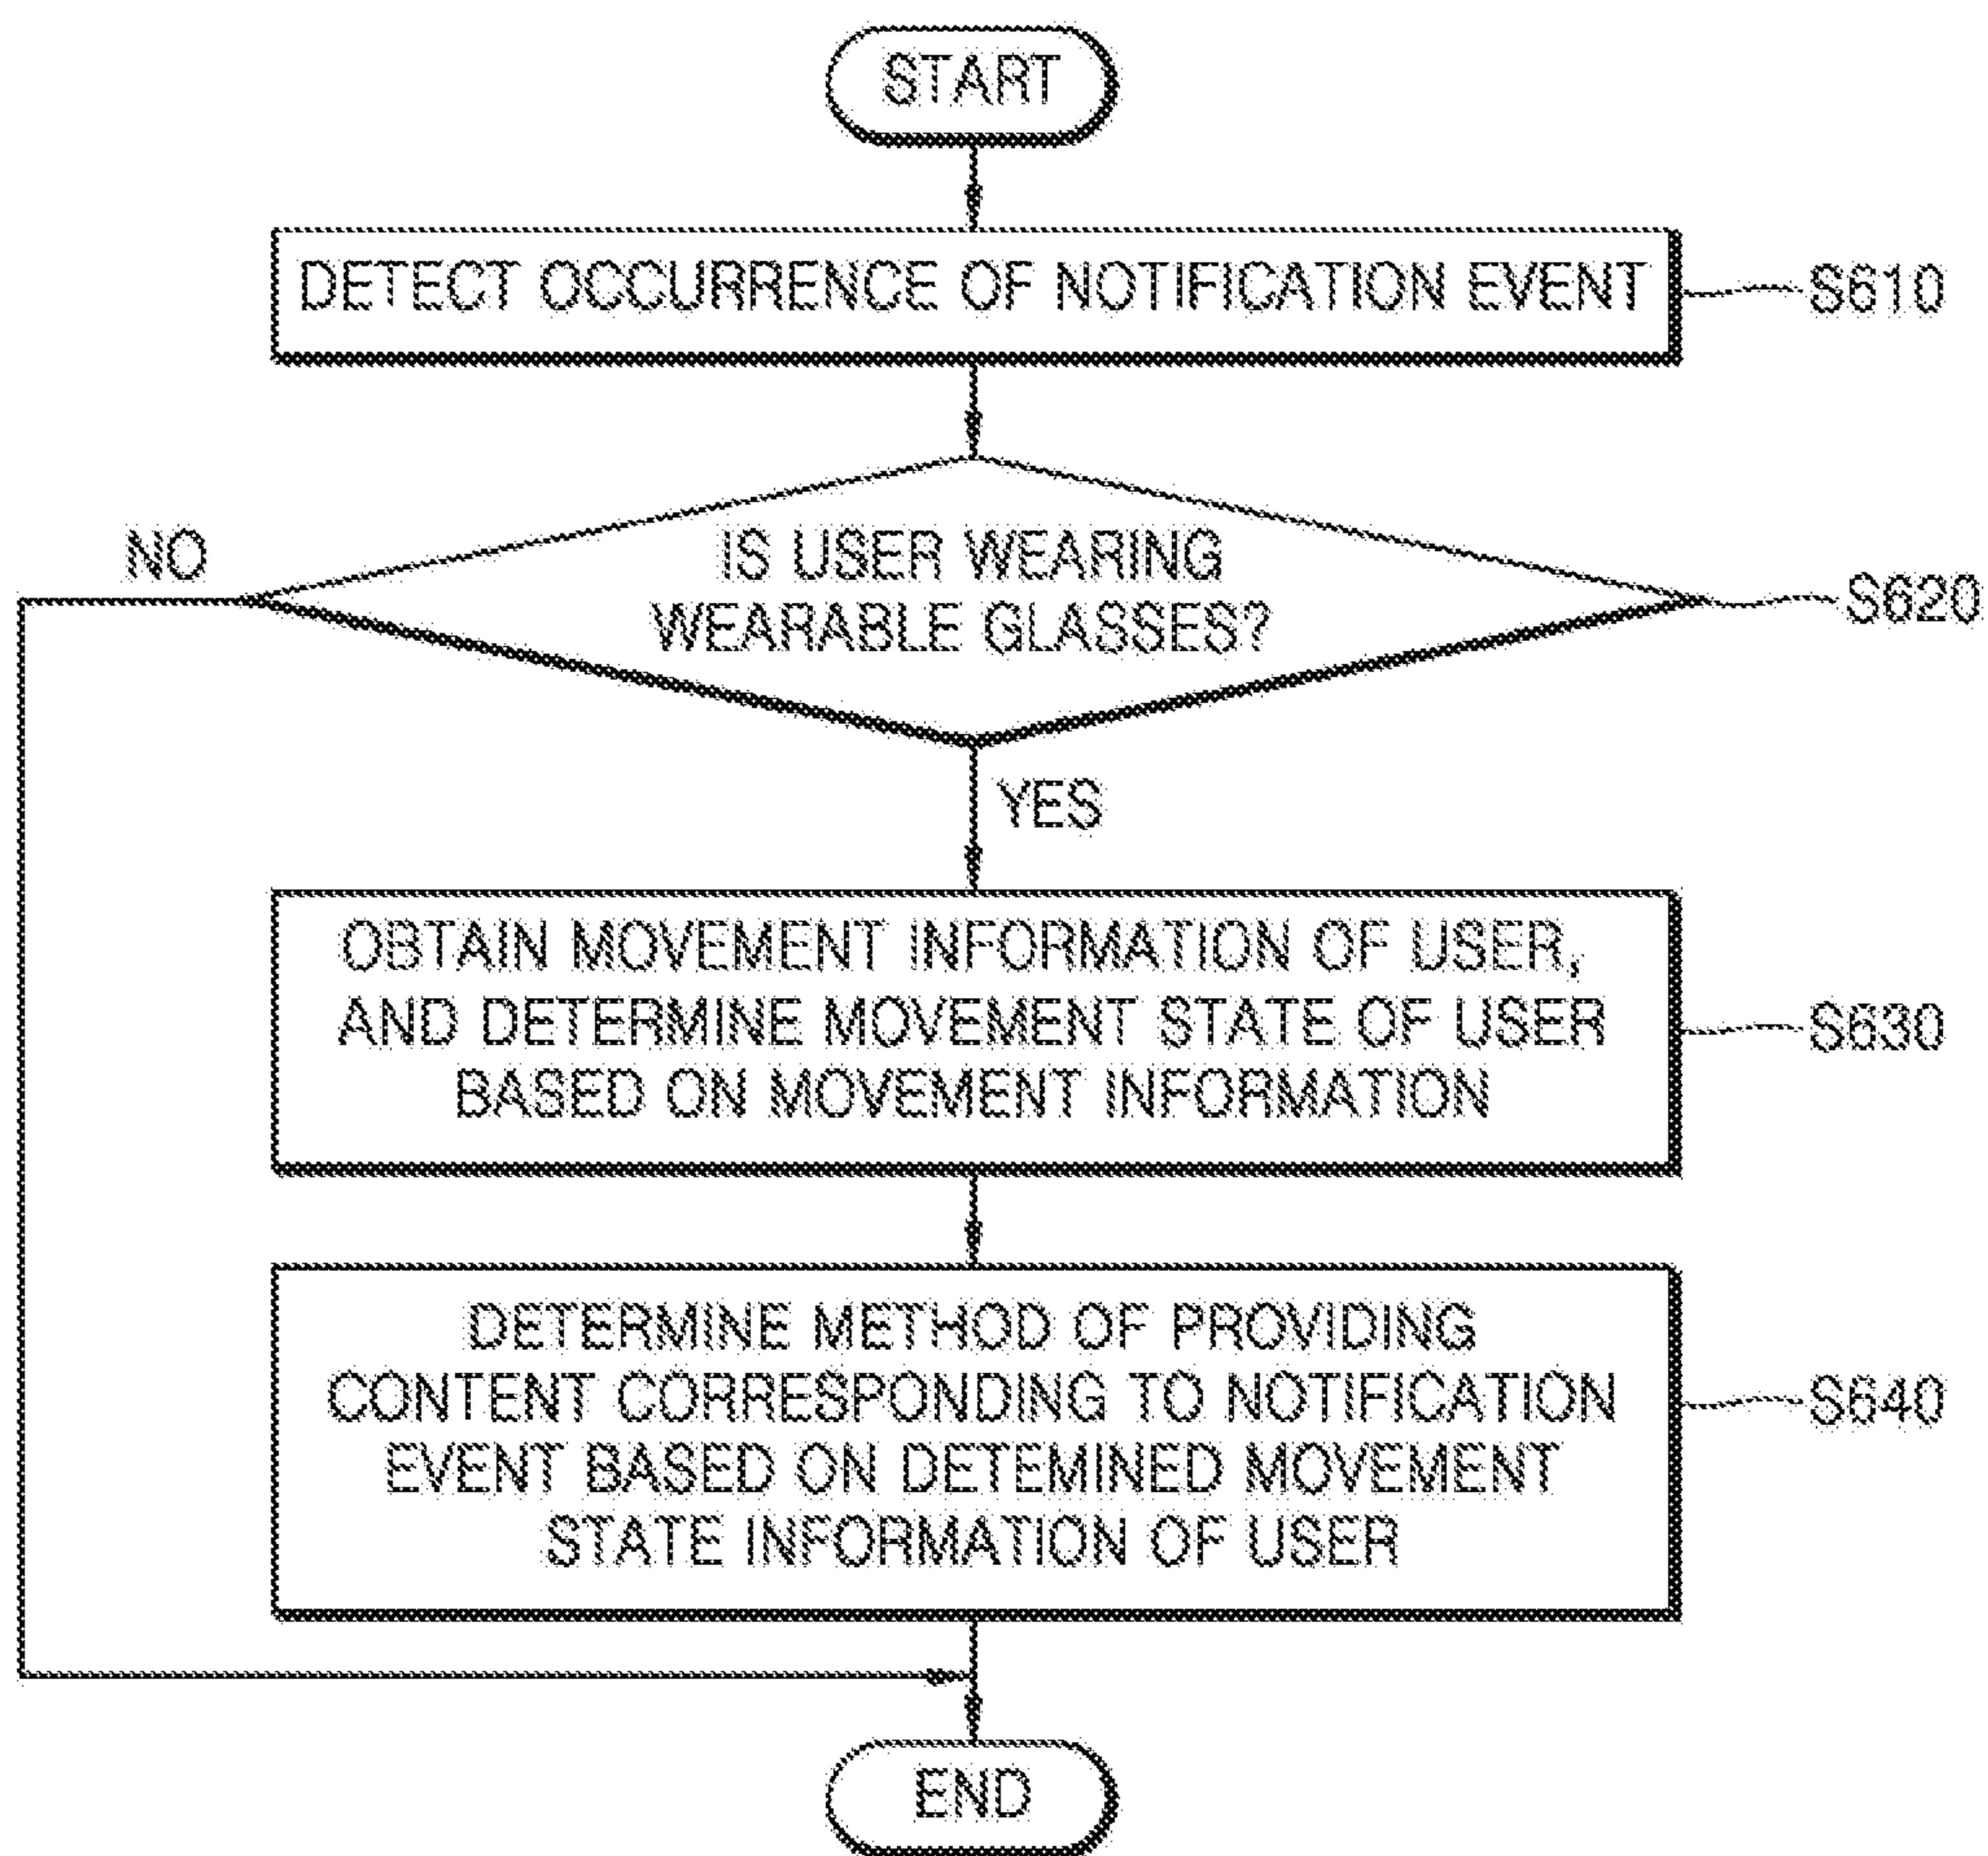 START
DETECT OCCURRENCE OF NOTIFICATION EVENT
S610
IS USER WEARING
WEARABLE GLASSES?
S620
NO
YES
OBTAIN MOVEMENT INFORMATION OF USER,
AND DETERMINE MOVEMENT STATE OF USER
BASED ON MOVEMENT INFORMATION
S630
DETERMINE METHOD OF PROVIDING
CONTENT CORRESPONDING TO NOTIFICATION
EVENT BASED ON DETEMINED MOVEMENT
STATE INFORMATION OF USER
S640
END